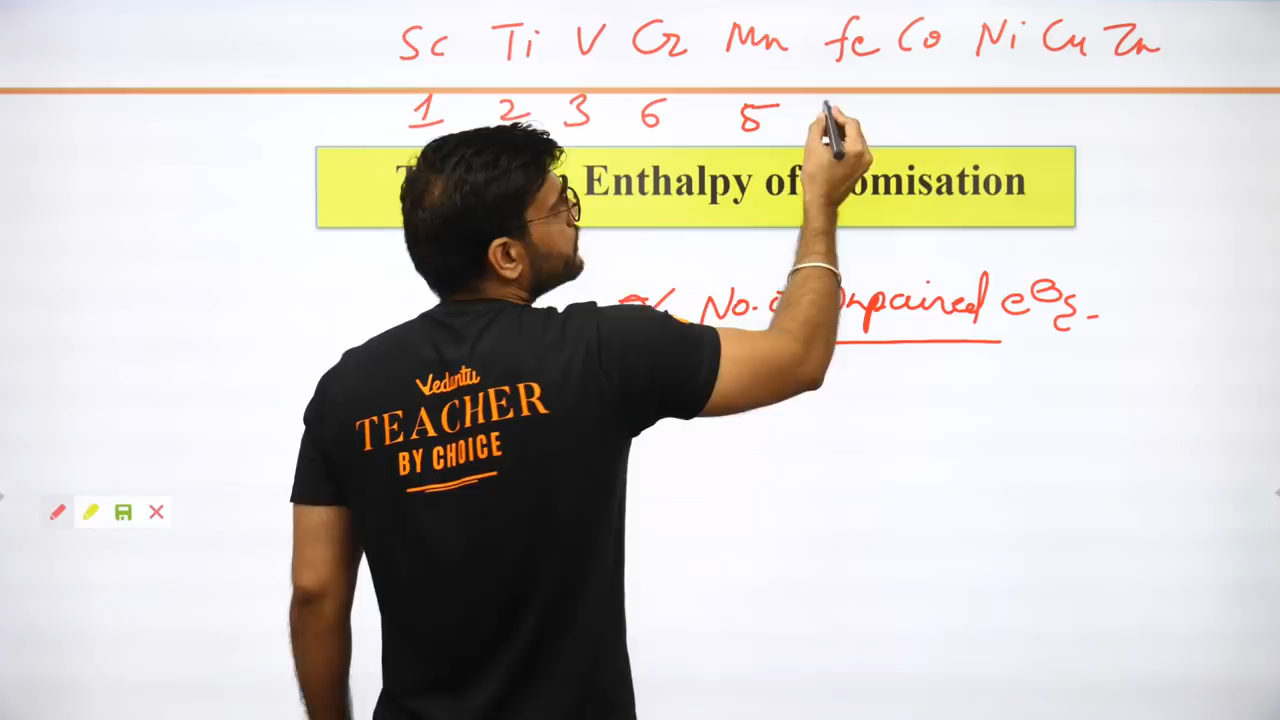 Sc Ti V Cr Mn Fe Co Ni Cu Zn
1 2 3 6 5
Enthalpy of
No. Unpaired
Vedantu
TEACHER
BY CHOICE